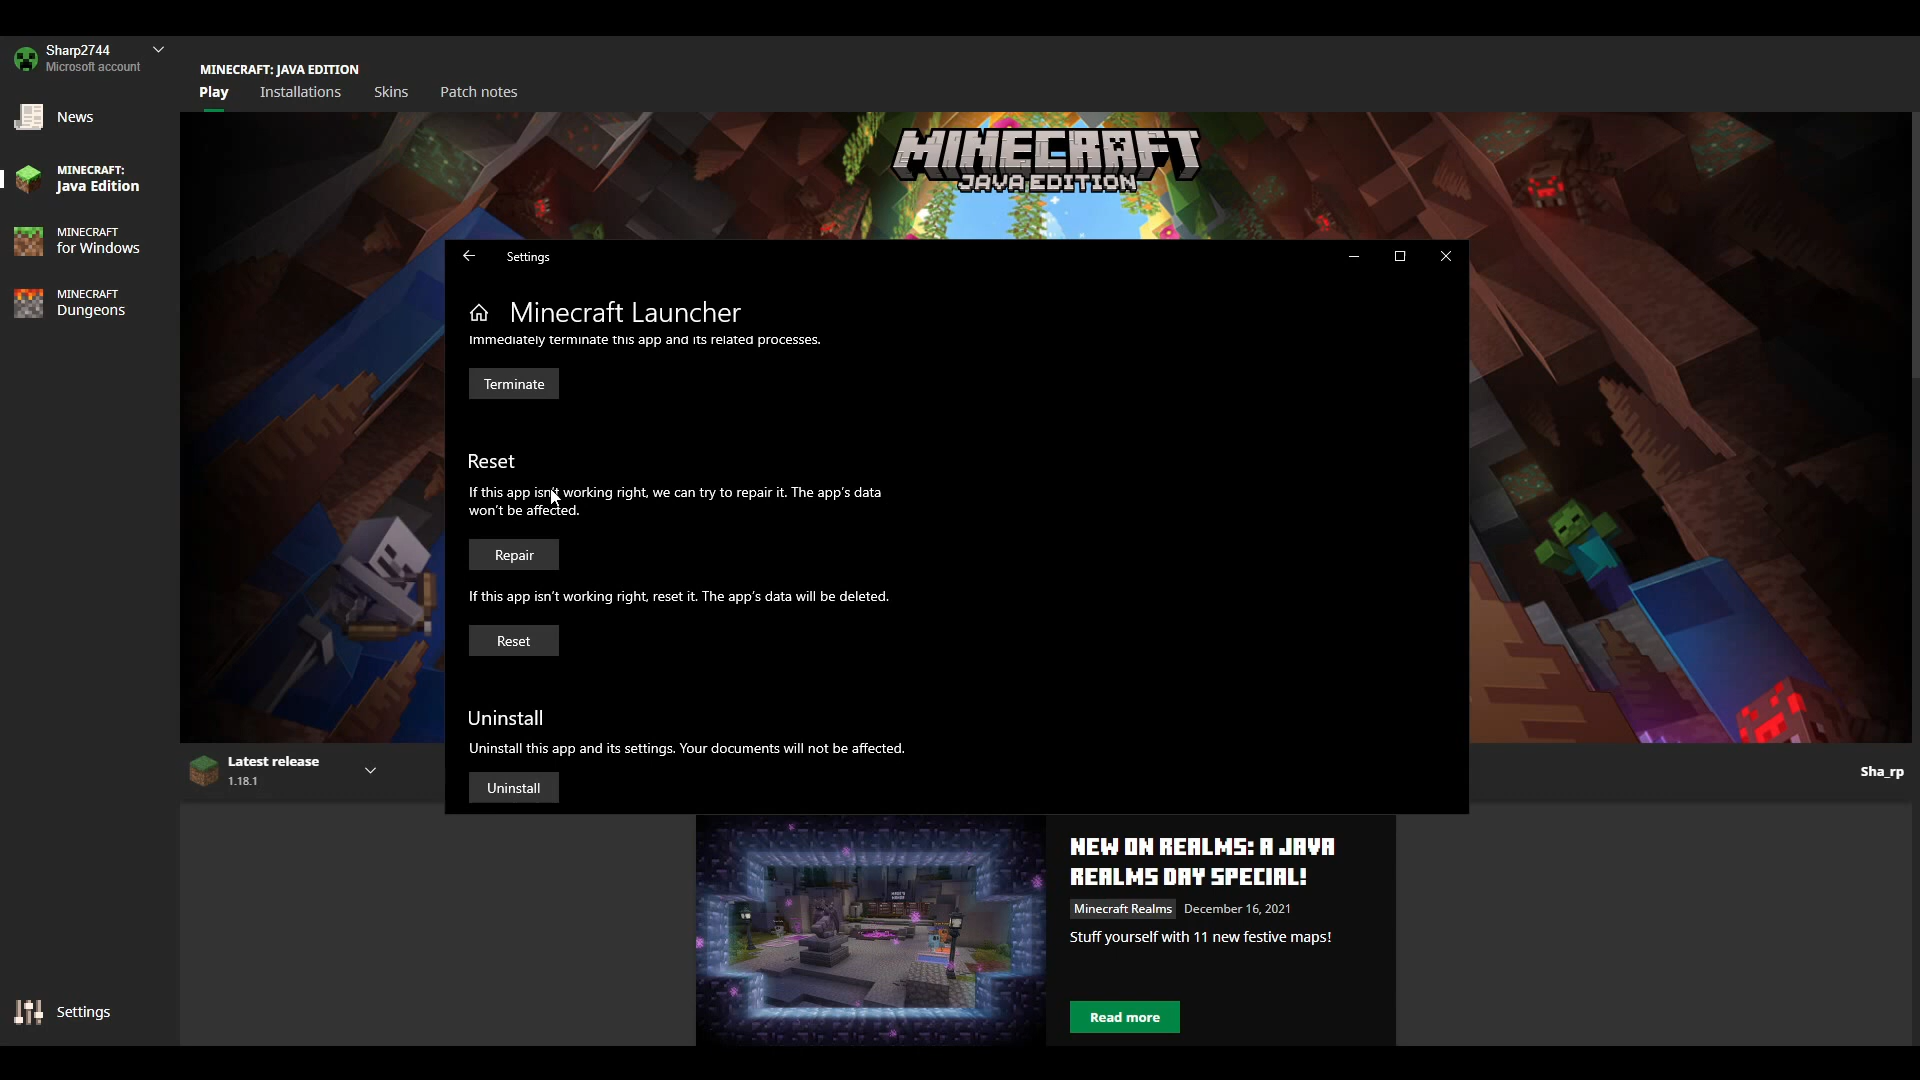 Sharp2744
Microsoft account
News
MINECRAFT:
Java Edition
MINECRAFT
for Windows
MINECRAFT
Dungeons
Settings
MINECRAFT: JAVA EDITION
Play Installations Skins Patch notes
MINECRAFT
JAVA EDITION
Settings
Minecraft Launcher
Immediately terminate this app and its related processes.
Terminate
Reset
If this app isn't working right, we can try to repair it. The app's data
won't be affected.
Repair
If this app isn't working right, reset it. The app's data will be deleted.
Reset
Uninstall
Uninstall this app and its settings. Your documents will not be affected.
Uninstall
Latest release
1.18.1
Sha_rp
NEW ON REALMS: A JAVA
REALMS DAY SPECIAL!
Minecraft Realms December 16, 2021
Stuff yourself with 11 new festive maps!
Read more